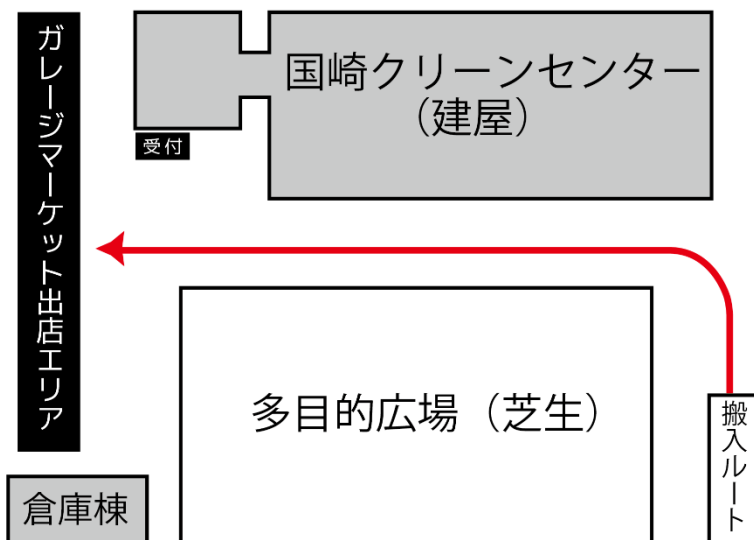 ガレージマーケット出店エリア
国崎クリーンセンター
（建屋）
受付
多目的広場（芝生）
搬入ルート
倉庫棟